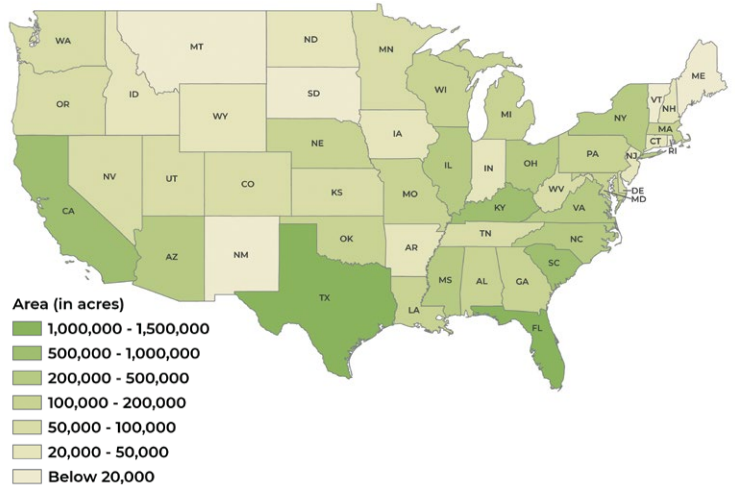 WA
MT
ND
MN
ME
OR
ID
SD
WI
VT
NH
NY
MA
WY
MI
CT
RI
IA
NE
PA
NJ
NV
UT
CO
IL
IN
OH
DE
MD
CA
KS
MO
WV
VA
KY
AZ
NM
OK
AR
TN
NC
SC
MS
AL
GA
TX
LA
FL
Area (in acres)
1,000,000 - 1,500,000
500,000 - 1,000,000
200,000 - 500,000
100,000 - 200,000
50,000 - 100,000
20,000 - 50,000
Below 20,000